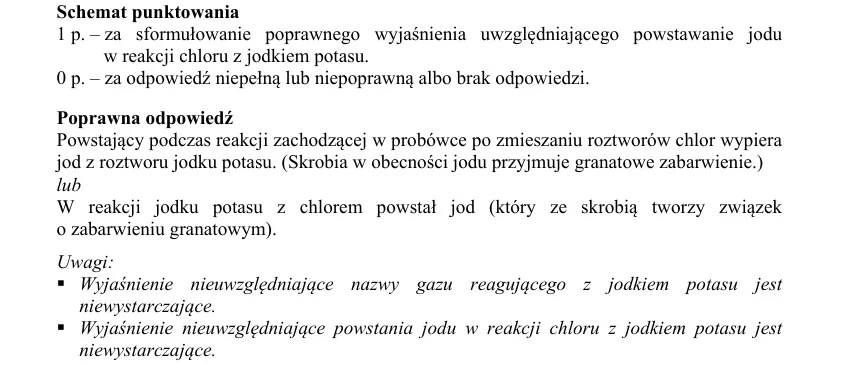 Schemat punktowania
1 p. – za sformułowanie poprawnego wyjaśnienia uwzględniającego powstawanie jodu
w reakcji chloru z jodkiem potasu.
0 p. – za odpowiedź niepełną lub niepoprawną albo brak odpowiedzi.
Poprawna odpowiedź
Powstający podczas reakcji zachodzącej w probówce po zmieszaniu roztworów chlor wypiera
jod z roztworu jodku potasu. (Skrobia w obecności jodu przyjmuje granatowe zabarwienie.)
lub
W reakcji jodku potasu z chlorem powstał jod (który ze skrobią tworzy związek
o zabarwieniu granatowym).
Uwagi:
▪ Wyjaśnienie nieuwzględniające nazwy gazu reagującego z jodkiem potasu jest
niewystarczające.
▪ Wyjaśnienie nieuwzględniające powstania jodu w reakcji chloru z jodkiem potasu jest
niewystarczające.